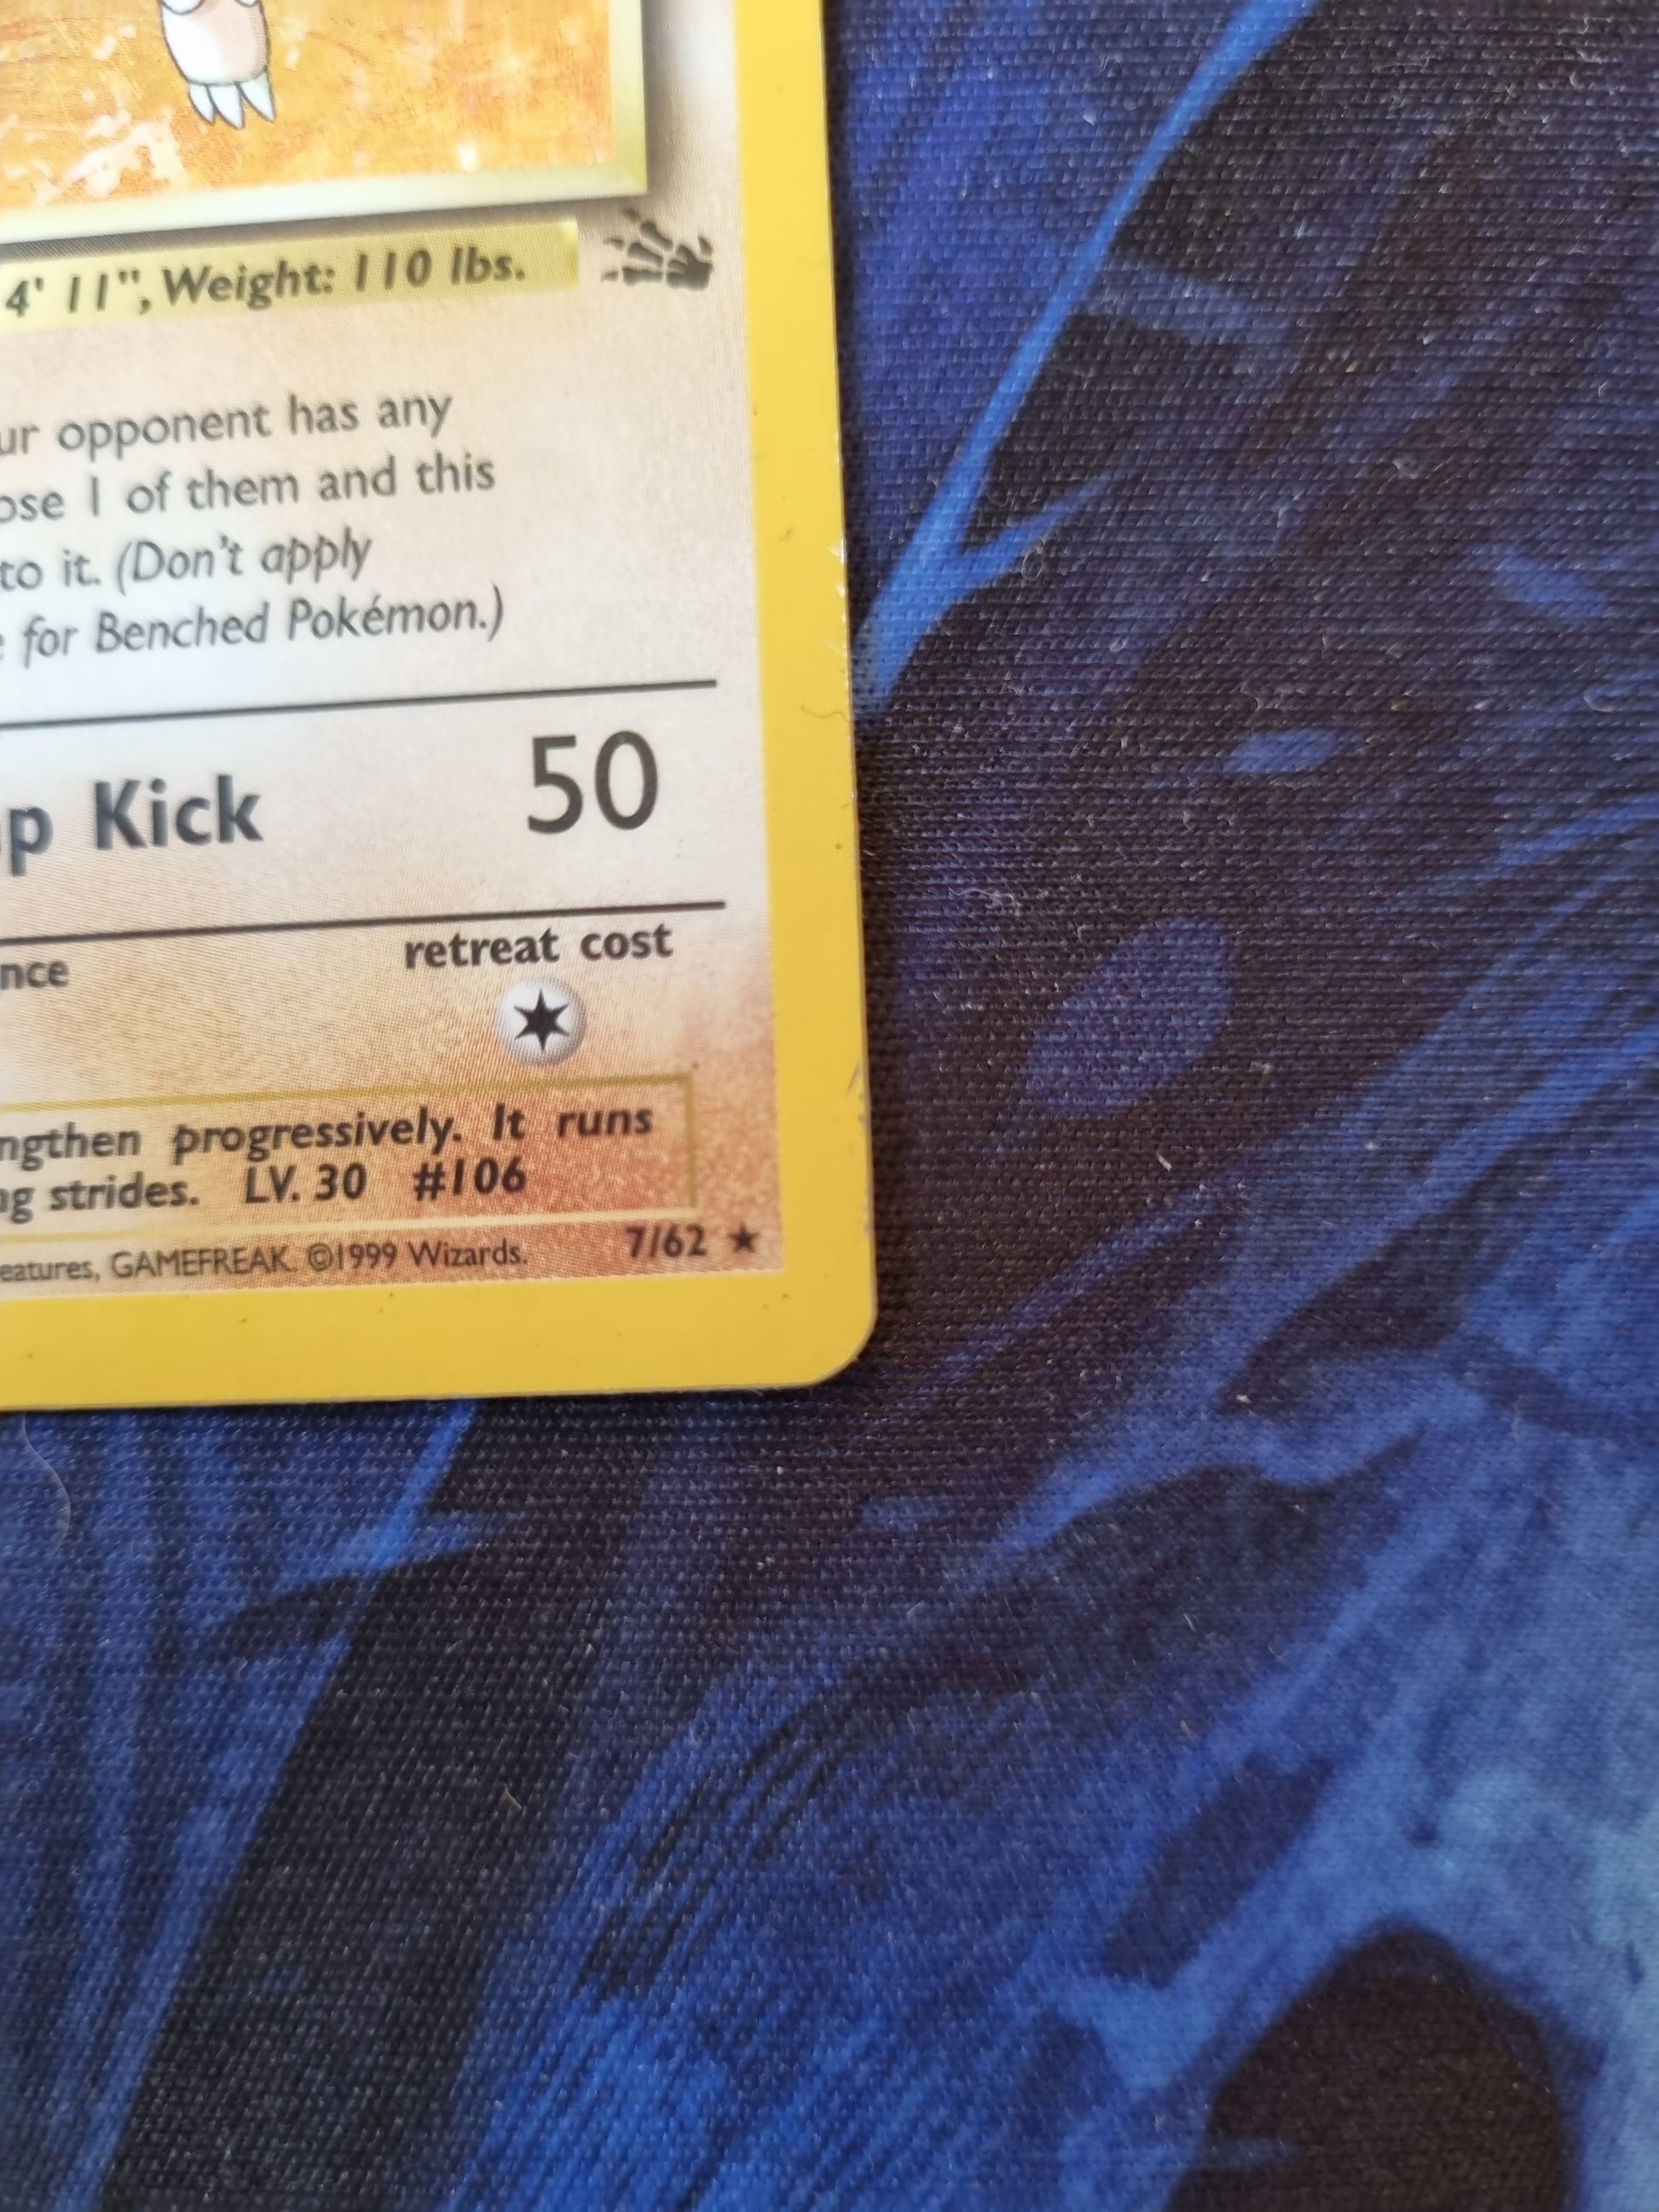 4' 11", Weight: 110 lbs.
ur opponent has any
ose 1 of them and this
to it. (Don't apply
for Benched Pokémon.)
p Kick 50
nce retreat cost
ngthen progressively. It runs
g strides. LV. 30 #106
eatures, GAMEFREAK. ©1999 Wizards. 7/62 ★